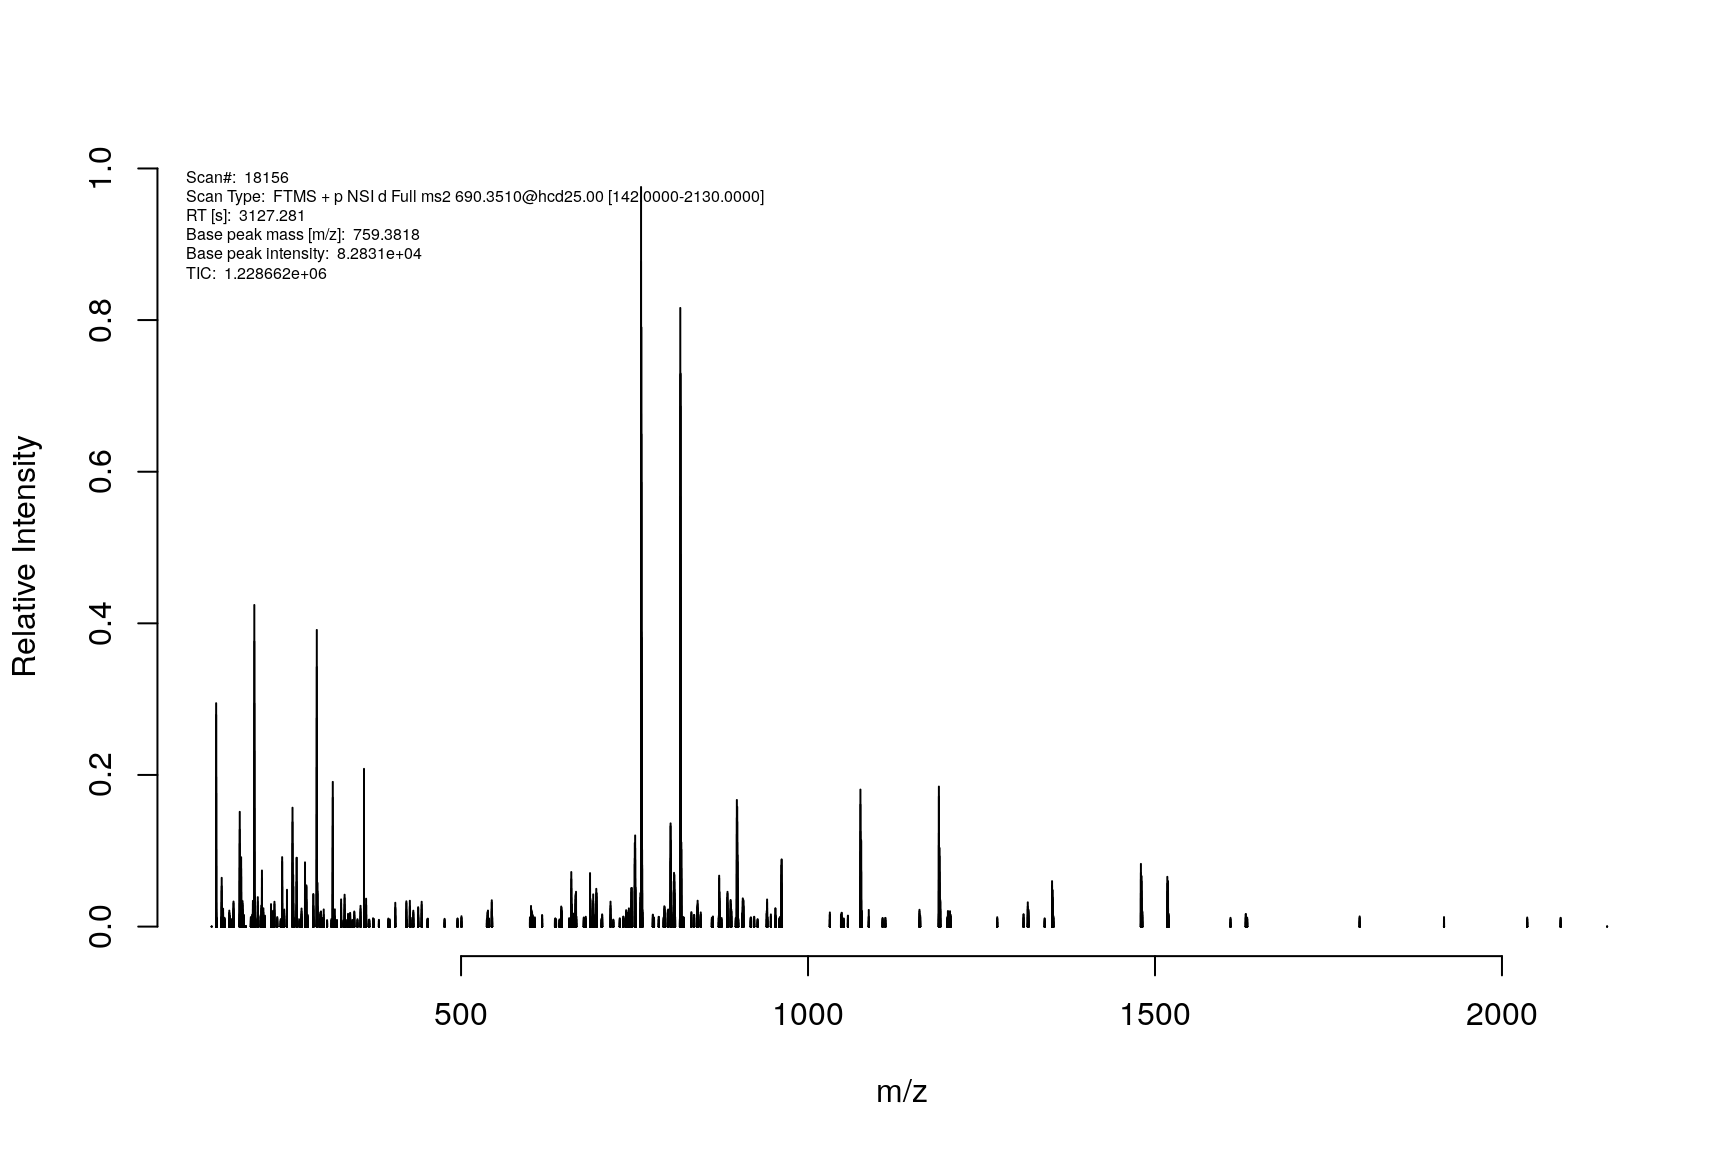 Scan#: 18156
Scan Type: FTMS + p NSI d Full ms2 690.3510@hcd25.00 [142.0000-2130.0000]
RT [s]: 3127.281
Base peak mass [m/z]: 759.3818
Base peak intensity: 8.2831e+04
TIC: 1.228662e+06
1.0
0.8
0.6
0.4
0.2
0.0
Relative Intensity
500 1000 1500 2000
m/z